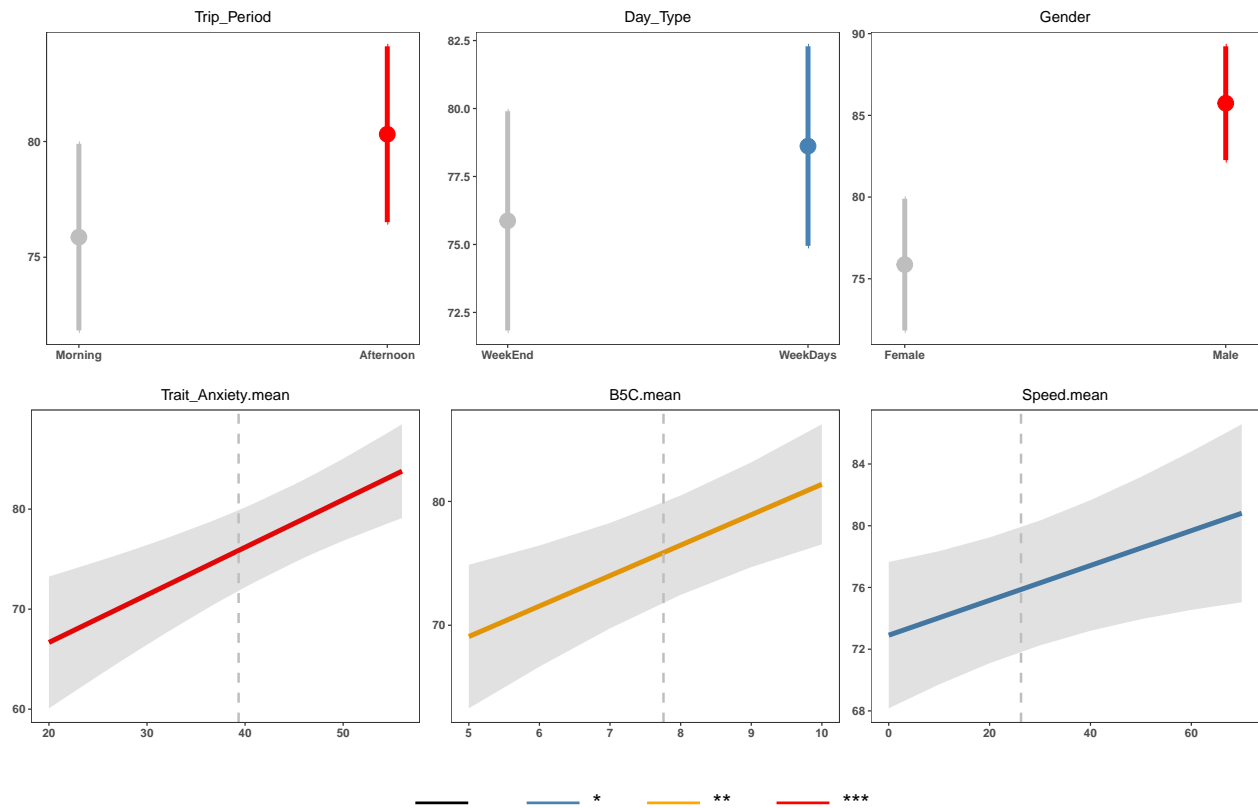 Trip_Period
80
75
Morning Afternoon
Day_Type
82.5
80.0
77.5
75.0
72.5
WeekEnd WeekDays
Gender
90
85
80
75
Female Male
Trait_Anxiety.mean
80
70
60
20 30 40 50
B5C.mean
80
70
5 6 7 8 9 10
Speed.mean
84
80
76
72
68
0 20 40 60
* ** ***